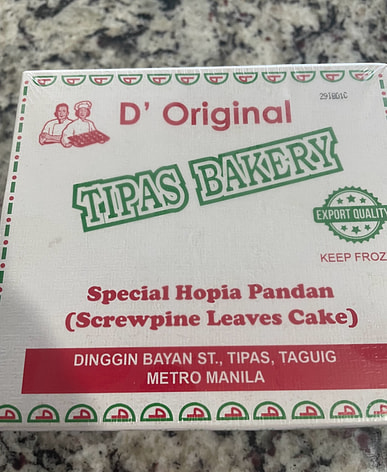 D' Original
291801C
TIPAS BAKERY
EXPORT QUALITY
KEEP FROZ
Special Hopia Pandan
(Screwpine Leaves Cake)
DINGGIN BAYAN ST., TIPAS, TAGUIG
METRO MANILA